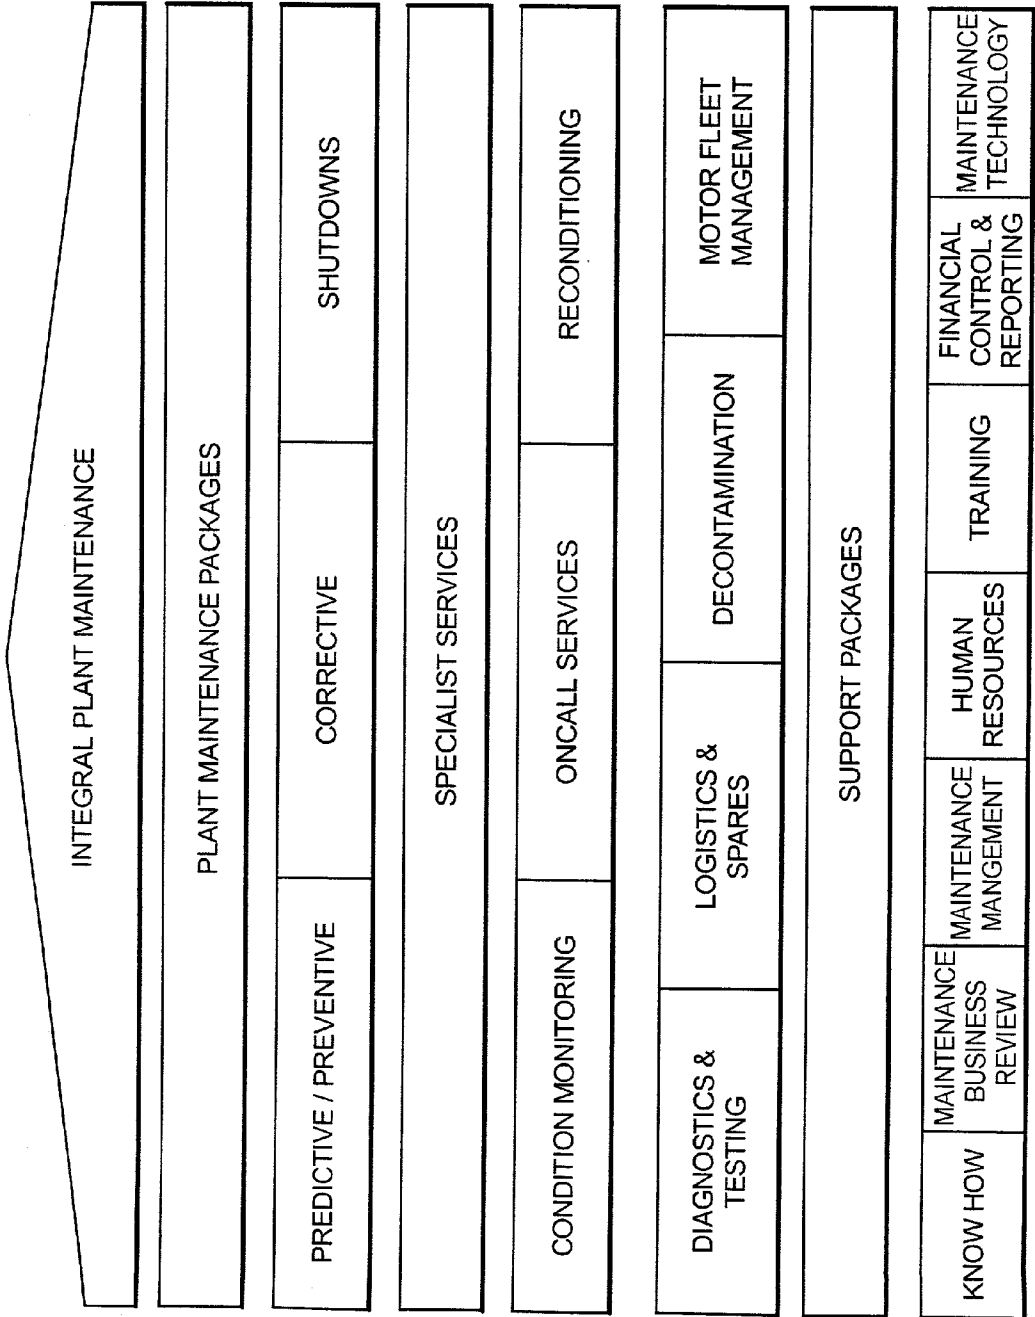 INTEGRAL PLANT MAINTENANCE
PLANT MAINTENANCE PACKAGES
PREDICTIVE / PREVENTIVE
CORRECTIVE
SHUTDOWNS
SPECIALIST SERVICES
CONDITION MONITORING
ONCALL SERVICES
RECONDITIONING
DIAGNOSTICS &
TESTING
LOGISTICS &
SPARES
DECONTAMINATION
MOTOR FLEET
MANAGEMENT
SUPPORT PACKAGES
KNOW HOW
MAINTENANCE
BUSINESS
REVIEW
MAINTENANCE
MANGEMENT
HUMAN
RESOURCES
TRAINING
FINANCIAL
CONTROL &
REPORTING
MAINTENANCE
TECHNOLOGY